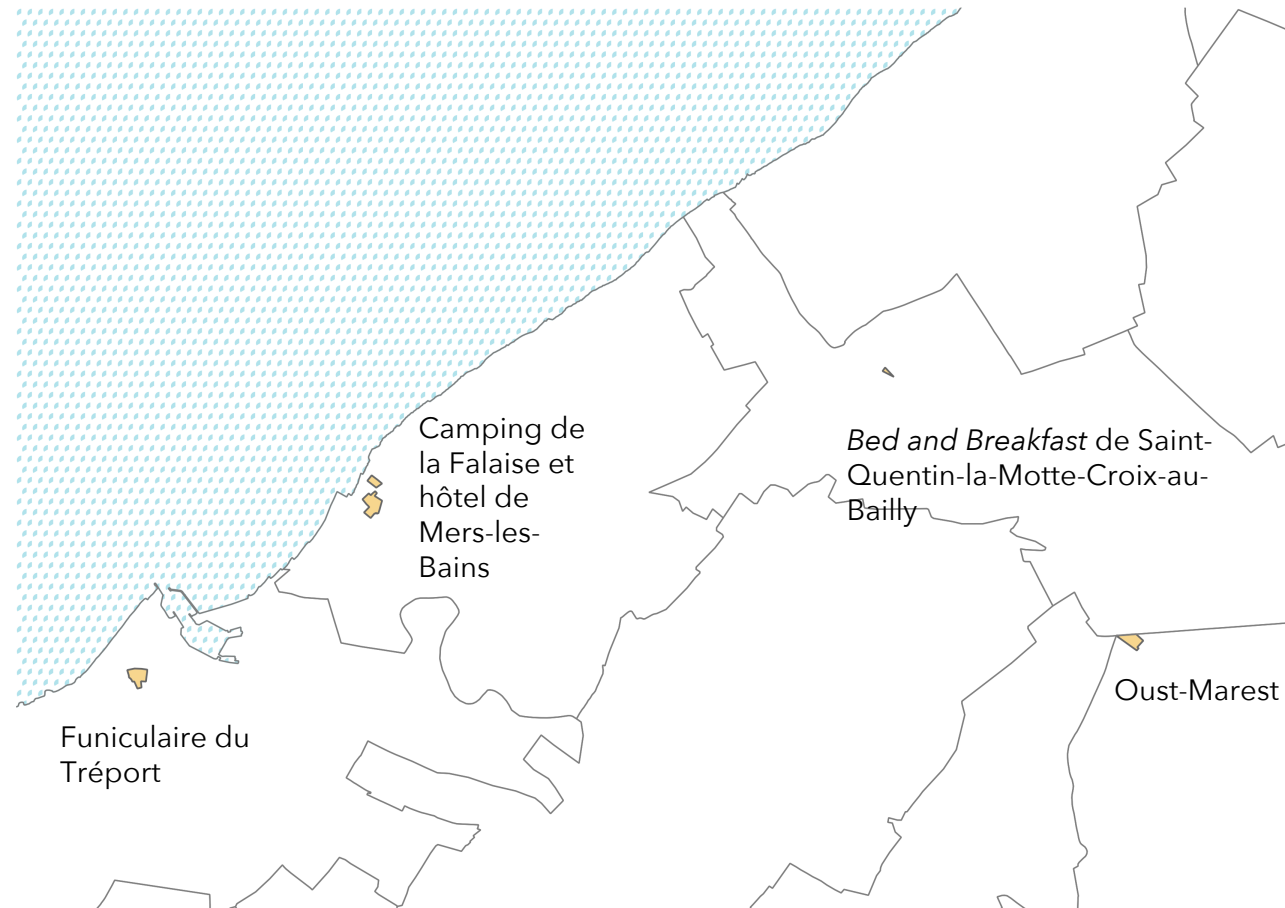 Camping de
la Falaise et
hôtel de
Mers-les-
Bains
Bed and Breakfast de Saint-
Quentin-la-Motte-Croix-au-
Bailly
Oust-Marest
Funiculaire du
Tréport